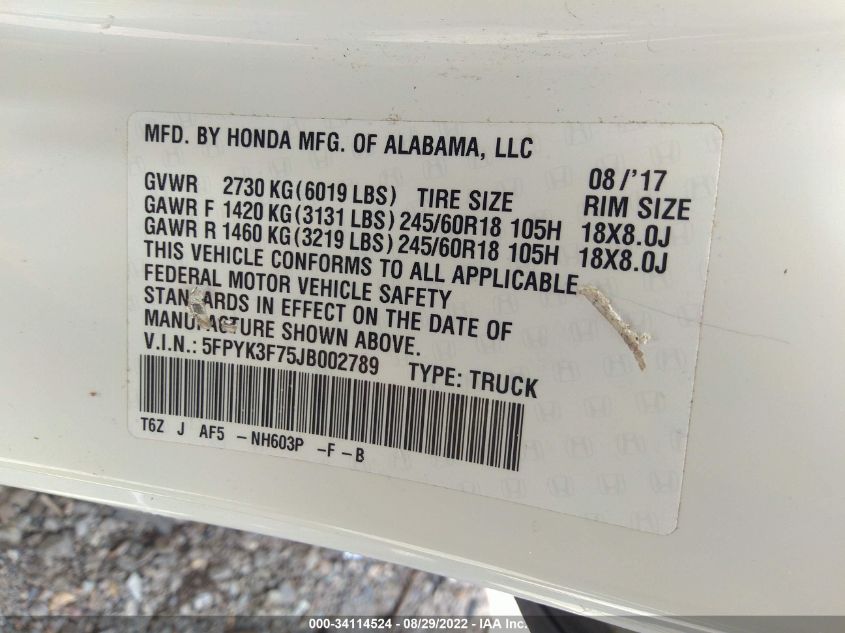 MFD. BY HONDA MFG. OF ALABAMA, LLC
08/'17
GVWR 2730 KG(6019 LBS) TIRE SIZE RIM SIZE
GAWR F 1420 KG(3131 LBS) 245/60R18 105H 18X8.0J
GAWR R 1460 KG(3219 LBS) 245/60R18 105H 18X8.0J
THIS VEHICLE CONFORMS TO ALL APPLICABLE
FEDERAL MOTOR VEHICLE SAFETY
STANDARDS IN EFFECT ON THE DATE OF
MANUFACTURE SHOWN ABOVE.
V.I.N.: 5FPYK3F75JB002789 TYPE: TRUCK
T6Z J AF5 -NH603P -F-B
000-34114524 - 08/29/2022 - IAA Inc.